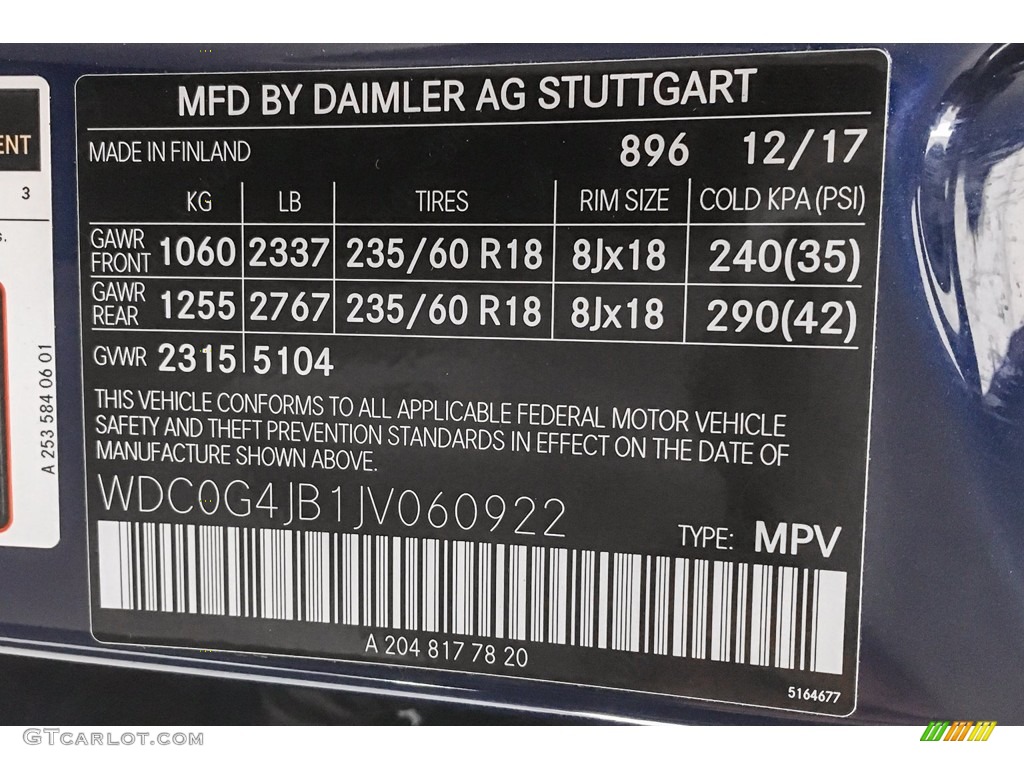 MFD BY DAIMLER AG STUTTGART
MADE IN FINLAND 896 12/17
KG LB TIRES RIM SIZE COLD KPA (PSI)
GAWR FRONT 1060 2337 235/60 R18 8Jx18 240(35)
GAWR REAR 1255 2767 235/60 R18 8Jx18 290(42)
GVWR 2315 5104
THIS VEHICLE CONFORMS TO ALL APPLICABLE FEDERAL MOTOR VEHICLE
SAFETY AND THEFT PREVENTION STANDARDS IN EFFECT ON THE DATE OF
MANUFACTURE SHOWN ABOVE.
WDC0G4JB1JV060922
TYPE: MPV
A 204 817 78 20
5164677
ENT
3
s.
A 253 584 06 01
GTCARLOT.COM